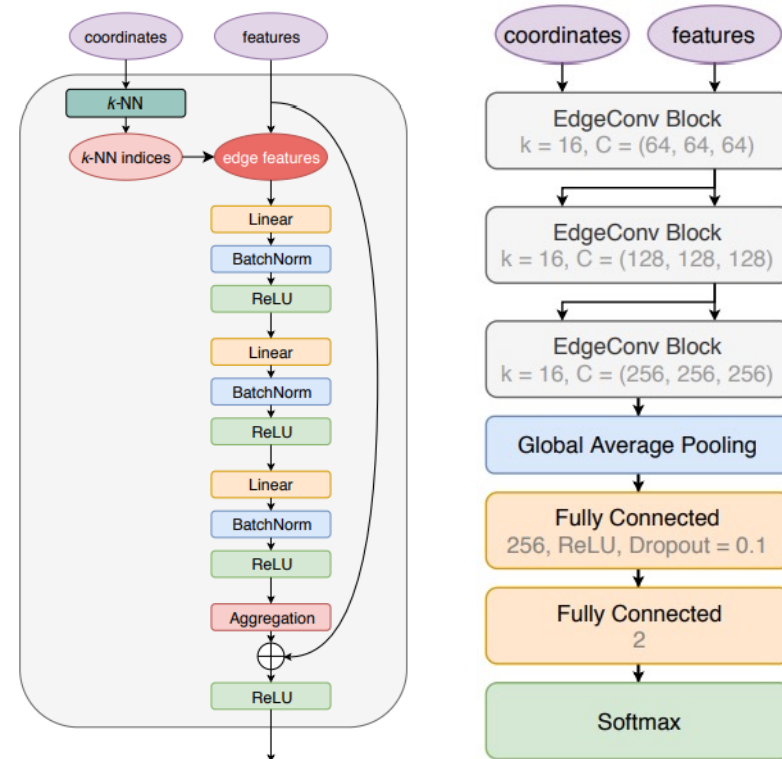 coordinates
features
k-NN
k-NN indices
edge features
Linear
BatchNorm
ReLU
Linear
BatchNorm
ReLU
Linear
BatchNorm
ReLU
Aggregation
ReLU
coordinates
features
EdgeConv Block
k = 16, C = (64, 64, 64)
EdgeConv Block
k = 16, C = (128, 128, 128)
EdgeConv Block
k = 16, C = (256, 256, 256)
Global Average Pooling
Fully Connected
256, ReLU, Dropout = 0.1
Fully Connected
2
Softmax